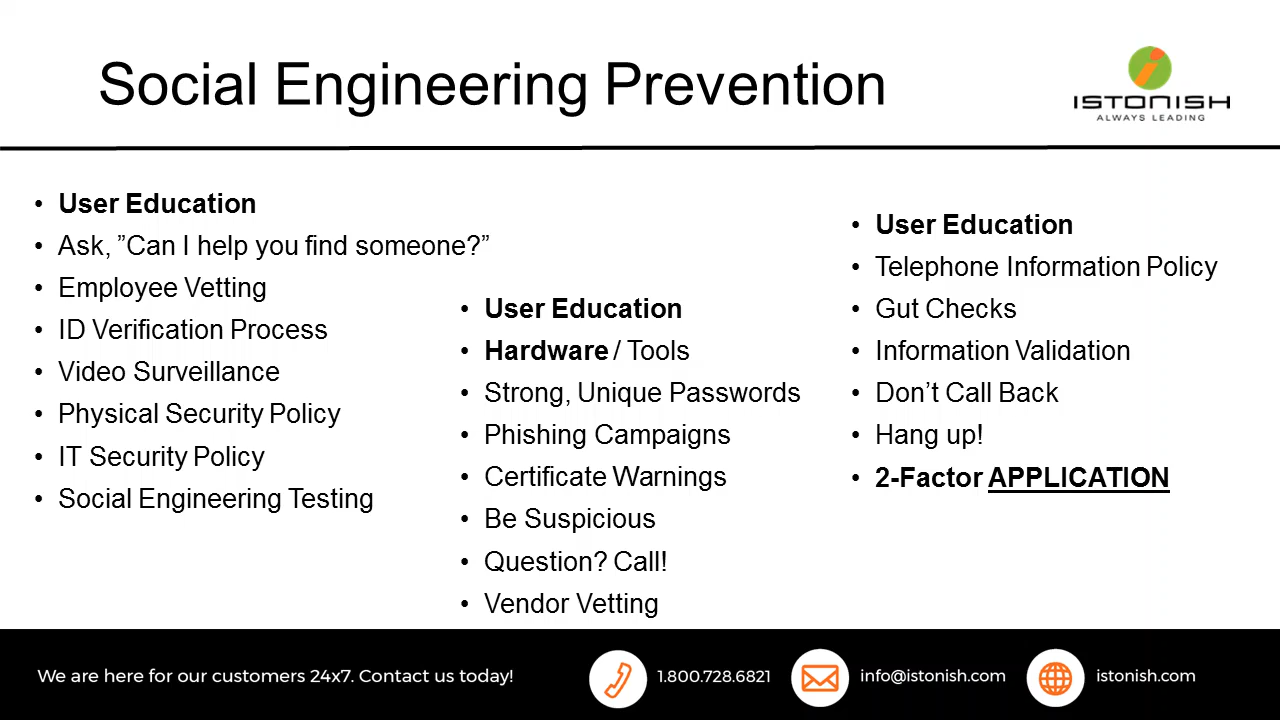 Social Engineering Prevention
ISTONISH
ALWAYS LEADING
• User Education
• Ask, ”Can I help you find someone?”
• Employee Vetting
• ID Verification Process
• Video Surveillance
• Physical Security Policy
• IT Security Policy
• Social Engineering Testing
• User Education
• Hardware / Tools
• Strong, Unique Passwords
• Phishing Campaigns
• Certificate Warnings
• Be Suspicious
• Question? Call!
• Vendor Vetting
• User Education
• Telephone Information Policy
• Gut Checks
• Information Validation
• Don’t Call Back
• Hang up!
• 2-Factor APPLICATION
We are here for our customers 24x7. Contact us today!
1.800.728.6821
info@istonish.com
istonish.com